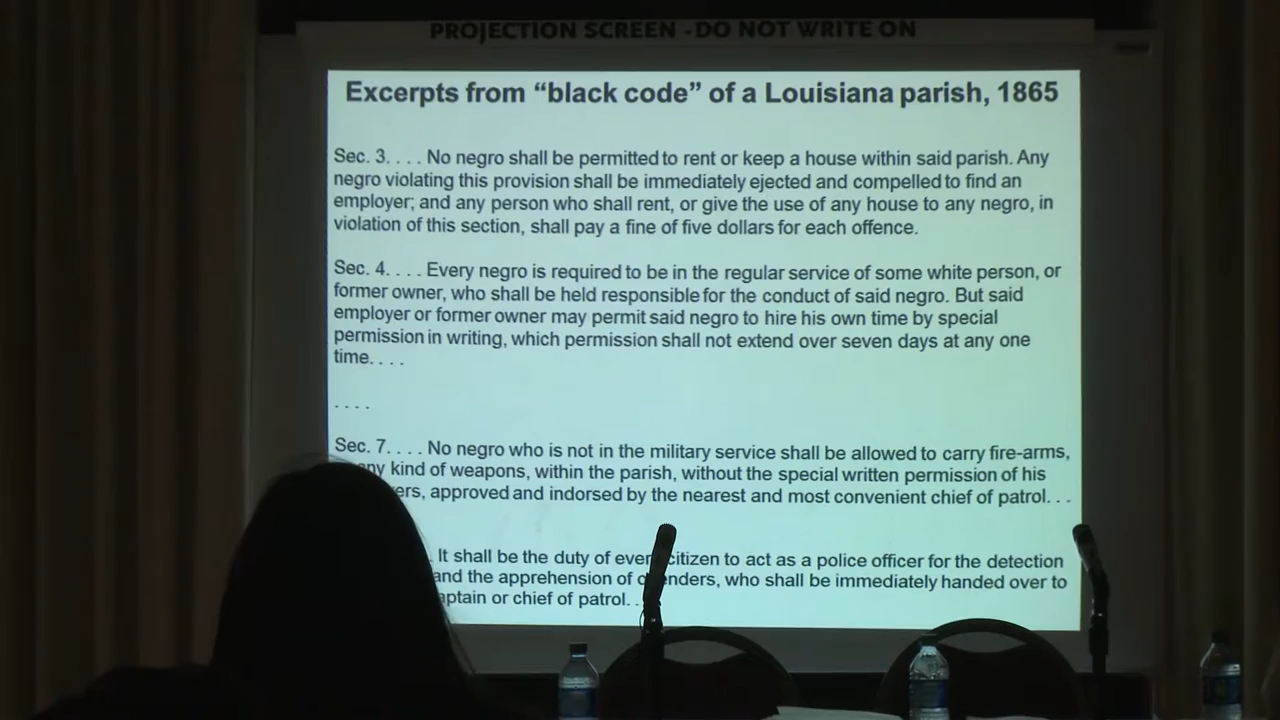 PROJECTION SCREEN - DO NOT WRITE ON
Excerpts from “black code” of a Louisiana parish, 1865
Sec. 3. . . . No negro shall be permitted to rent or keep a house within said parish. Any
negro violating this provision shall be immediately ejected and compelled to find an
employer; and any person who shall rent, or give the use of any house to any negro, in
violation of this section, shall pay a fine of five dollars for each offence.
Sec. 4. . . . Every negro is required to be in the regular service of some white person, or
former owner, who shall be held responsible for the conduct of said negro. But said
employer or former owner may permit said negro to hire his own time by special
permission in writing, which permission shall not extend over seven days at any one
time. . . .
. . . .
Sec. 7. . . . No negro who is not in the military service shall be allowed to carry fire-arms,
kind of weapons, within the parish, without the special written permission of his
approved and indorsed by the nearest and most convenient chief of patrol. . .
. It shall be the duty of every citizen to act as a police officer for the detection
and the apprehension of offenders, who shall be immediately handed over to
captain or chief of patrol. . .